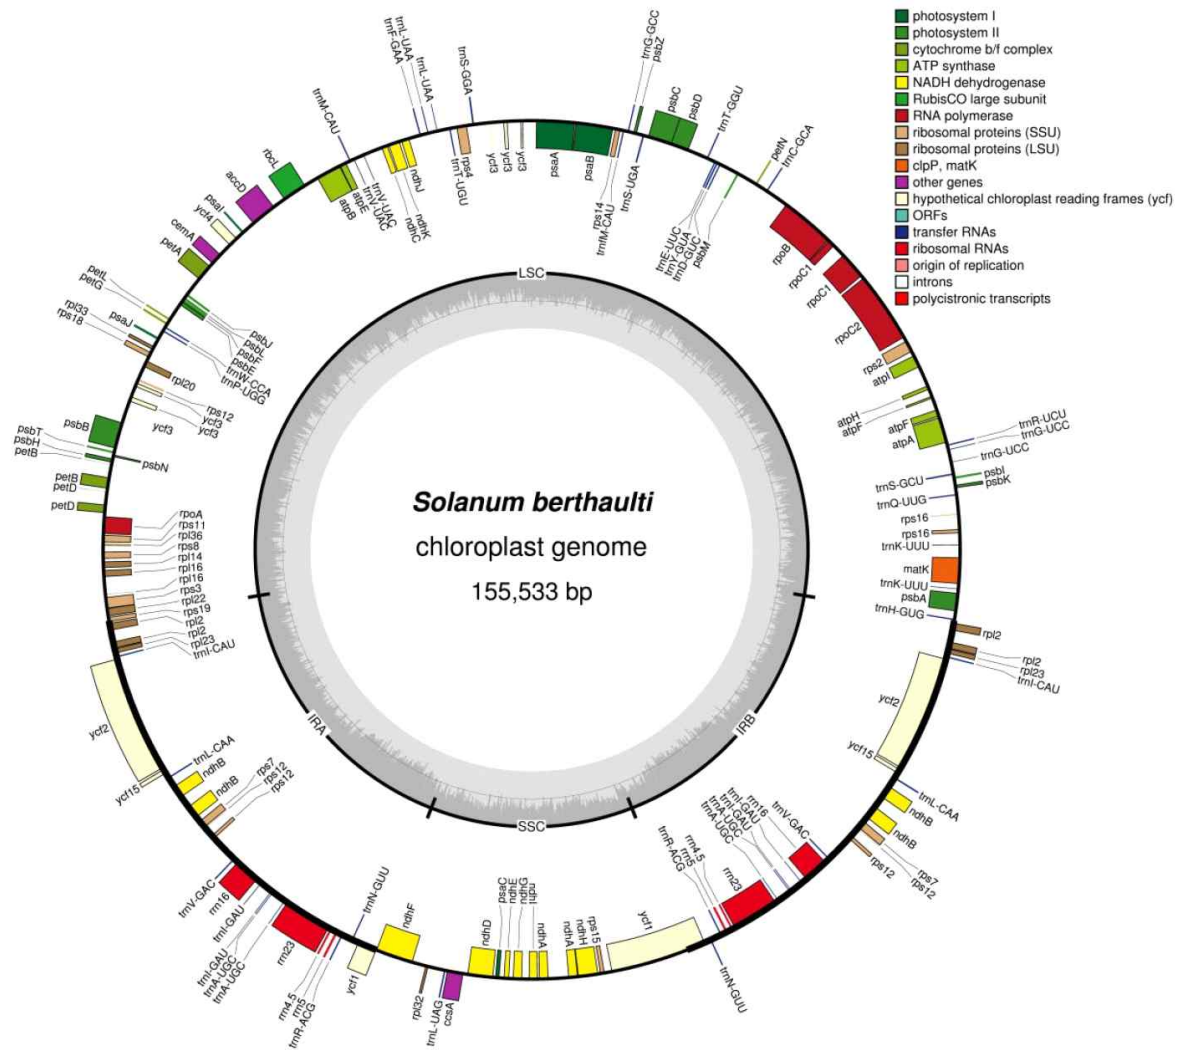 photosystem I
photosystem II
cytochrome b/f complex
ATP synthase
NADH dehydrogenase
RubisCO large subunit
RNA polymerase
ribosomal proteins (SSU)
ribosomal proteins (LSU)
clpP, matK
other genes
hypothetical chloroplast reading frames (ycf)
ORFs
transfer RNAs
ribosomal RNAs
origin of replication
introns
polycistronic transcripts
Solanum berthaulti
chloroplast genome
155,533 bp
LSC
IRB
SSC
IRA
trnG-GCC
psbZ
psbC
psbD
trnT-GGU
petN
trnC-GCA
psaA
psaB
rps14
trnfM-CAU
trnS-UGA
trnE-UUC
trnY-GUA
trnD-GUC
psbM
rpoB
rpoC1
rpoC1
rpoC2
rps2
atpI
atpH
atpF
atpF
atpA
trnR-UCU
trnG-UCC
trnG-UCC
trnS-GCU
psbI
psbK
trnQ-UUG
rps16
rps16
trnK-UUU
matK
trnK-UUU
psbA
trnH-GUG
rpl2
rpl2
rpl23
trnI-CAU
ycf2
ycf15
trnL-CAA
ndhB
ndhB
rps7
rps12
rps12
trnV-GAC
rrn16
trnI-GAU
trnI-GAU
trnA-UGC
trnA-UGC
rrn23
rrn4.5
rrn5
trnR-ACG
trnN-GUU
ycf1
rps15
ndhH
ndhA
ndhA
ndhI
ndhG
ndhE
psaC
ndhD
ccsA
trnL-UAG
rpl32
ndhF
ycf1
trnN-GUU
trnR-ACG
rrn5
rrn4.5
rrn23
trnA-UGC
trnA-UGC
trnI-GAU
trnI-GAU
rrn16
trnV-GAC
rps12
rps12
rps7
ndhB
ndhB
trnL-CAA
ycf15
ycf2
trnI-CAU
rpl23
rpl2
rpl2
rps19
rpl22
rps3
rpl16
rpl16
rpl14
rps8
rpl36
rps11
rpoA
petD
petD
petB
petB
psbH
psbT
psbN
psbB
ycf3
ycf3
rps12
rpl20
rps18
rpl33
psaJ
trnP-UGG
trnW-CCA
petG
petL
psbE
psbF
psbL
psbJ
petA
cemA
ycf4
psaI
accD
rbcL
atpB
atpE
trnM-CAU
trnV-UAC
trnV-UAC
ndhC
ndhK
ndhJ
trnF-GAA
trnL-UAA
trnL-UAA
trnT-UGU
rps4
trnS-GGA
ycf3
ycf3
ycf3